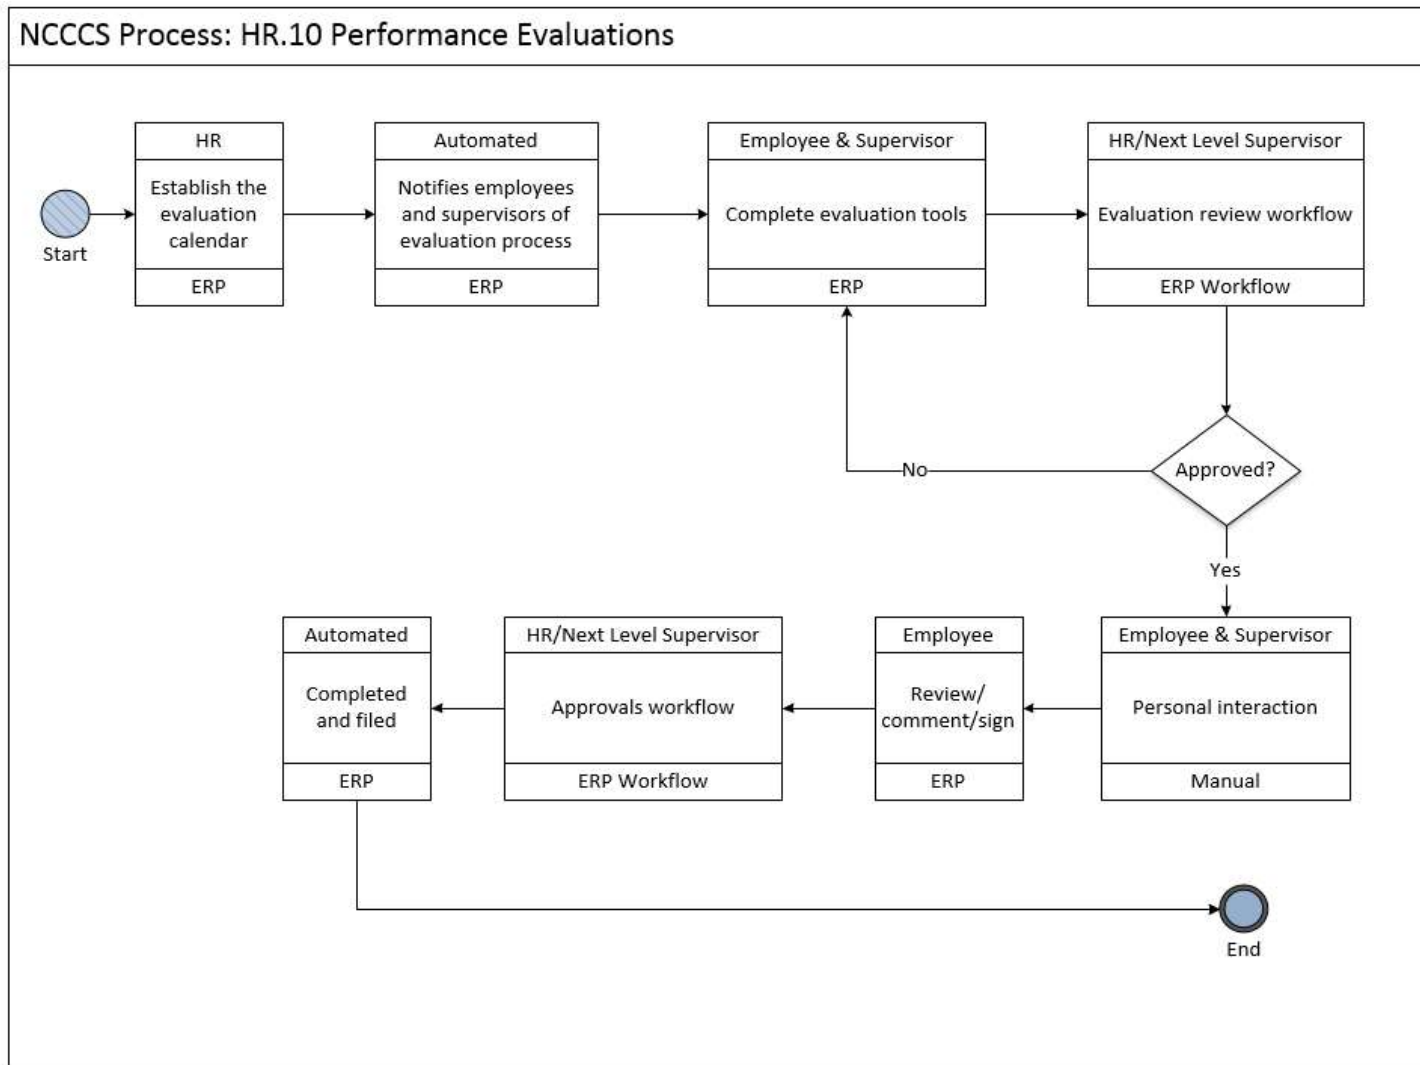 NCCCS Process: HR.10 Performance Evaluations
HR
Establish the
evaluation
calendar
ERP
Automated
Notifies employees
and supervisors of
evaluation process
ERP
Employee & Supervisor
Complete evaluation tools
ERP
HR/Next Level Supervisor
Evaluation review workflow
ERP Workflow
Start
No
Approved?
Yes
Employee & Supervisor
Personal interaction
Manual
Employee
Review/
comment/sign
ERP
HR/Next Level Supervisor
Approvals workflow
ERP Workflow
Automated
Completed
and filed
ERP
End